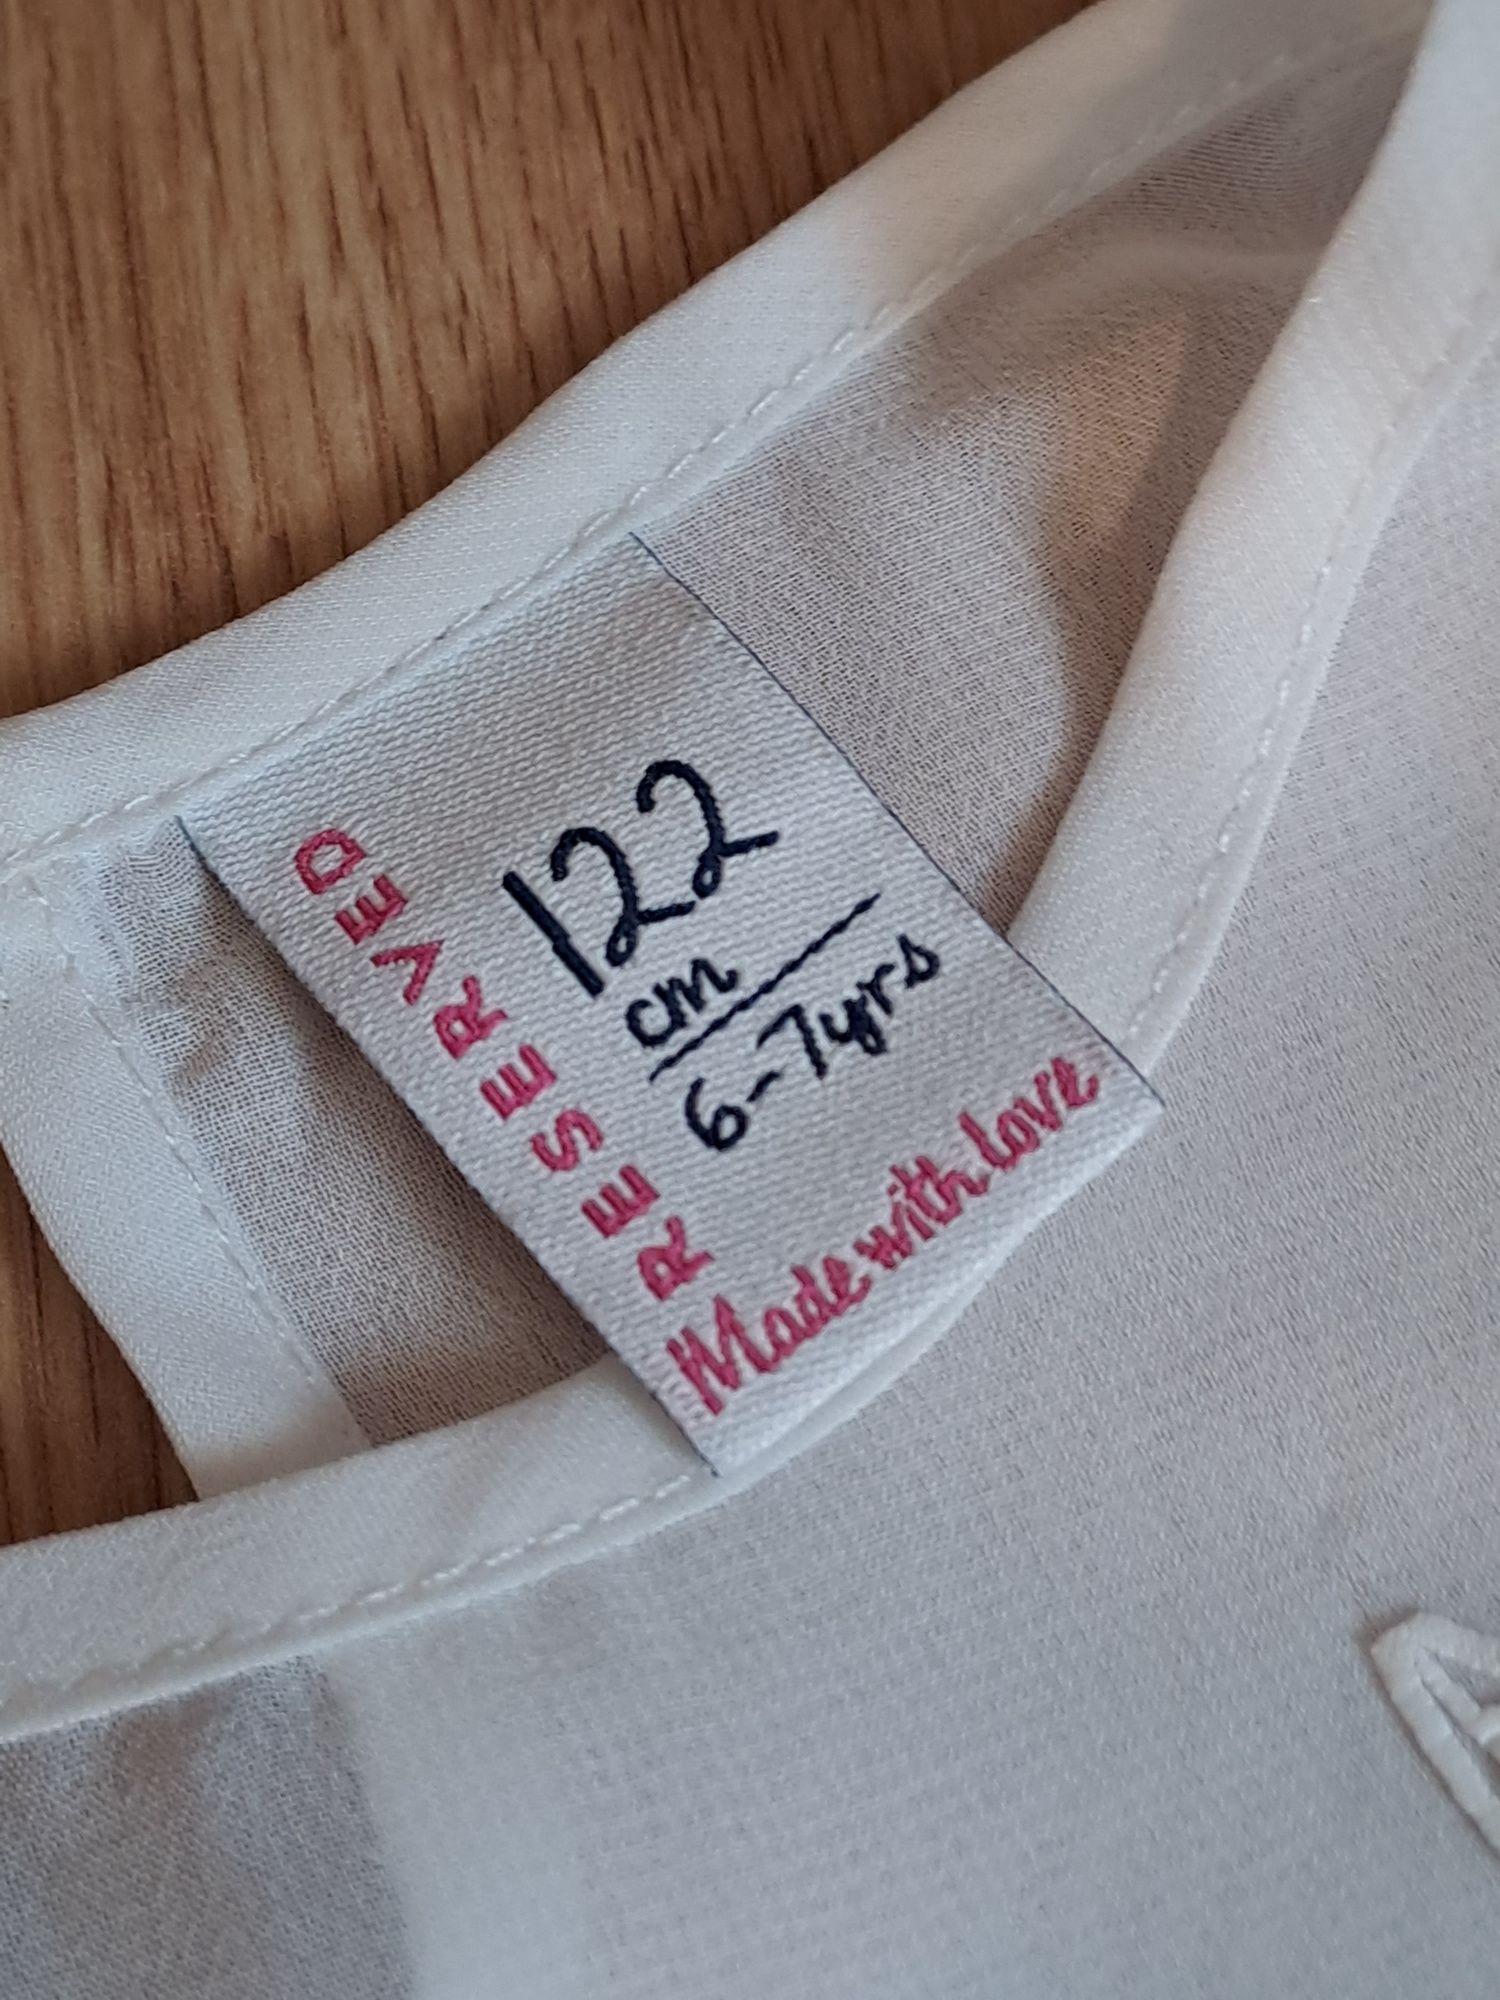 RESERVED
122
cm
6-7yrs
Made with love